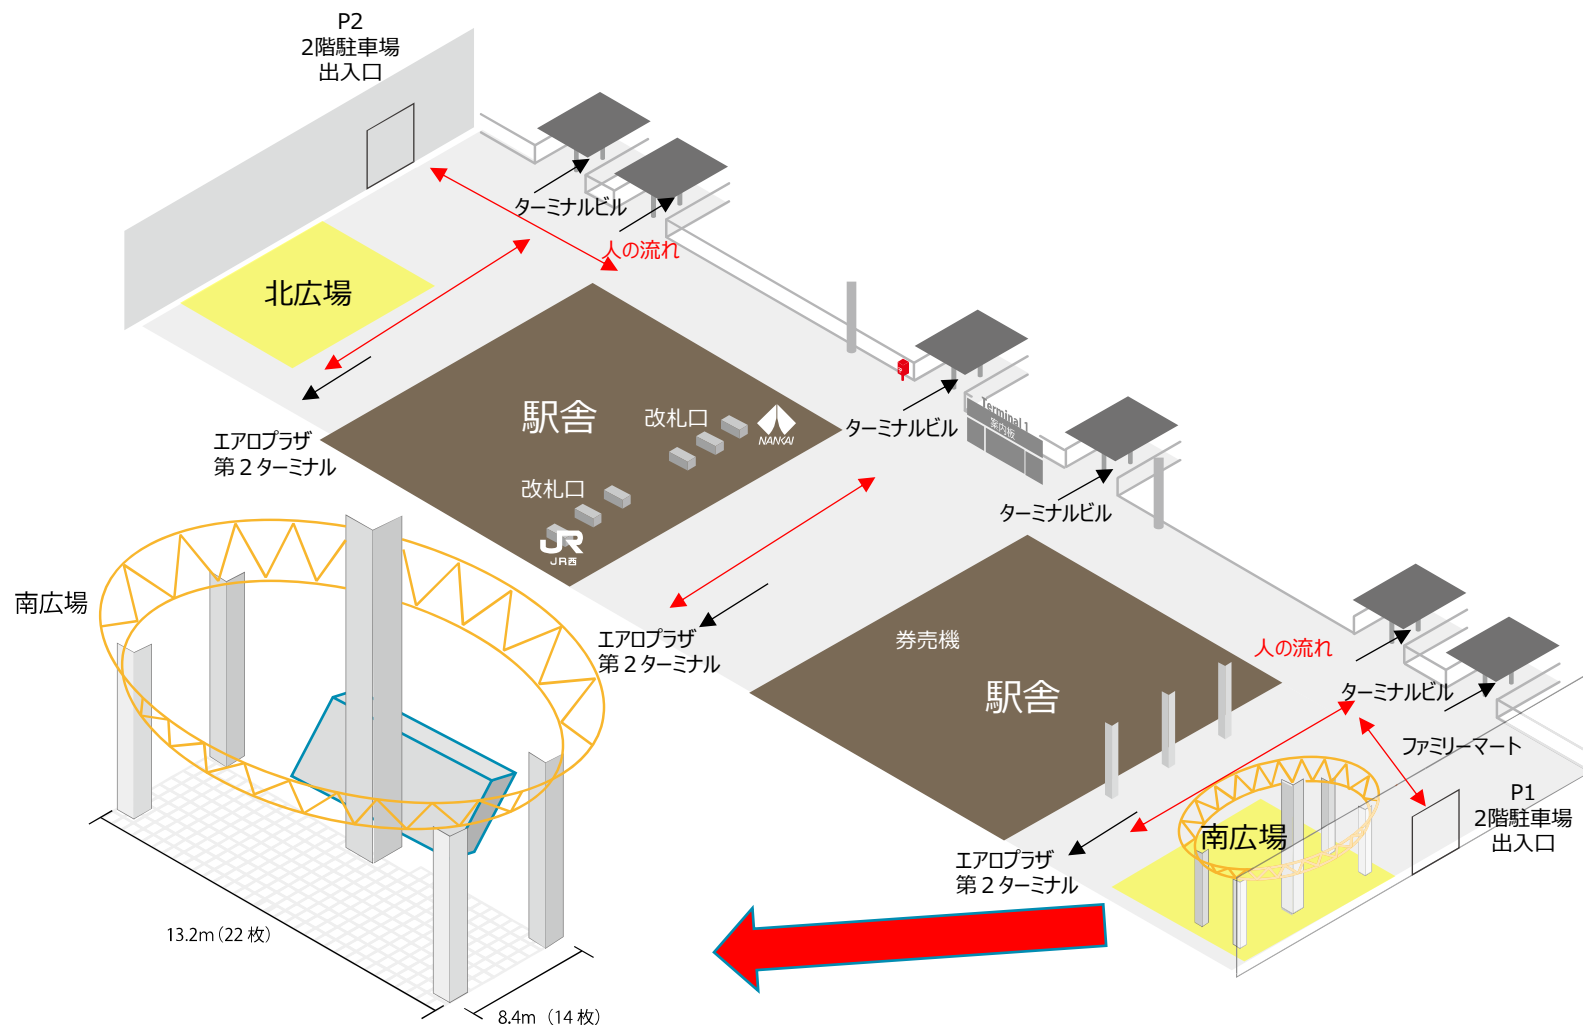 P2
2階駐車場
出入口
ターミナルビル
人の流れ
北広場
エアロプラザ
第２ターミナル
駅舎
改札口
NANKAI
改札口
JR
JR西
ターミナルビル
Terminal 1
案内板
ターミナルビル
エアロプラザ
第２ターミナル
券売機
駅舎
人の流れ
ターミナルビル
ファミリーマート
P1
2階駐車場
出入口
南広場
エアロプラザ
第２ターミナル
南広場
13.2m（22 枚）
8.4m（14 枚）